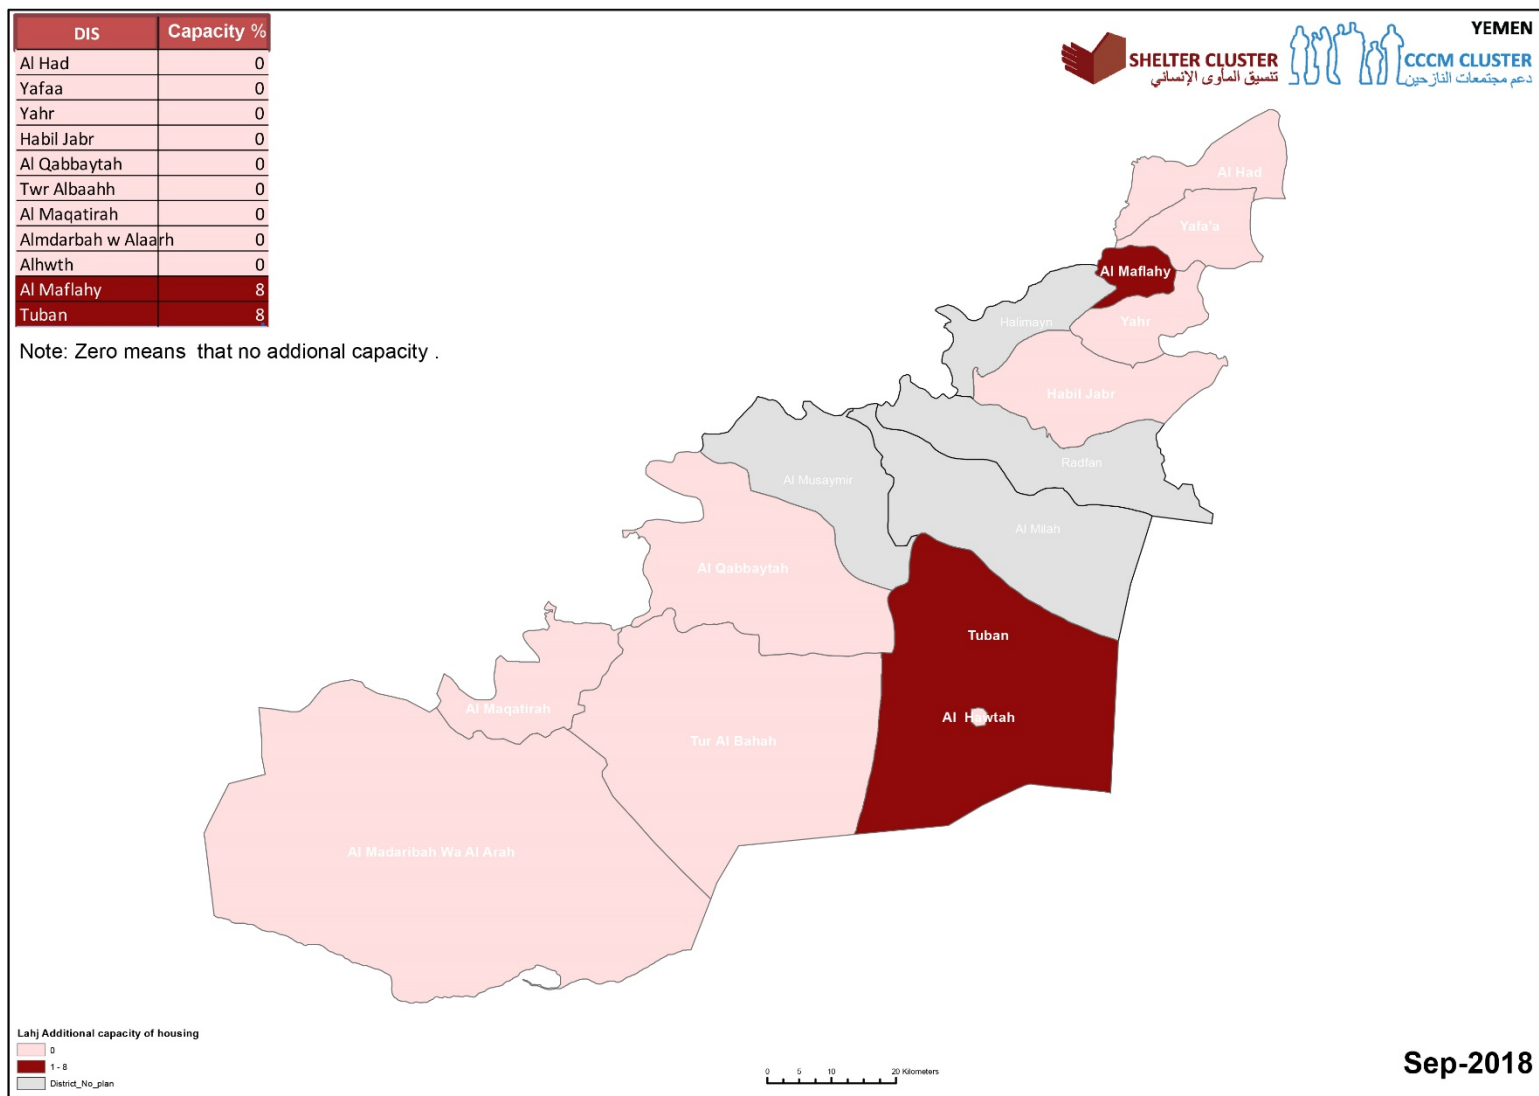 DIS Capacity %
Al Had 0
Yafaa 0
Yahr 0
Habil Jabr 0
Al Qabbaytah 0
Twr Albaahh 0
Al Maqatirah 0
Almdarbah w Alaarh 0
Alhwth 0
Al Maflahy 8
Tuban 8
Note: Zero means that no addional capacity .
YEMEN
SHELTER CLUSTER
تنسيق المأوى الإنساني
CCCM CLUSTER
دعم مجتمعات النازحين
Al Had
Yafa'a
Al Maflahy
Halimayn
Yahr
Habil Jabr
Radfan
Al Musaymir
Al Milah
Al Qabbaytah
Tuban
Al Maqatirah
Al Hawtah
Tur Al Bahah
Al Madaribah Wa Al Arah
Lahj Additional capacity of housing
0
1 - 8
District_No_plan
0 5 10 20 Kilometers
Sep-2018